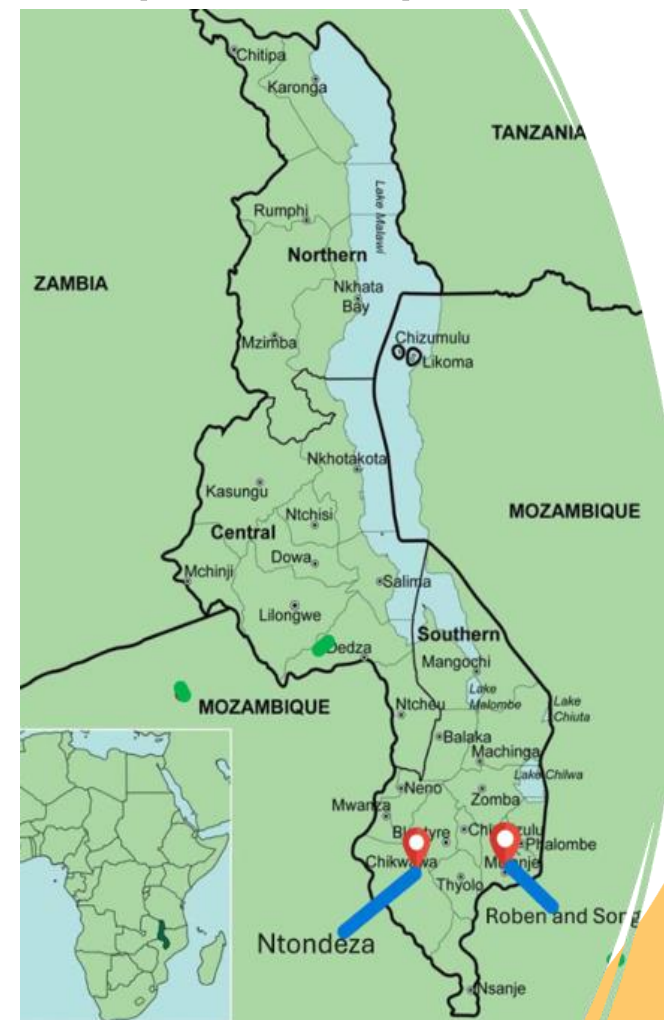 Chitipa
Karonga
TANZANIA
Lake Malawi
Rumphi
Northern
ZAMBIA
Nkhata
Bay
Chizumulu
Mzimba
Likoma
Nkhotakota
Kasungu
Ntchisi
MOZAMBIQUE
Central
Dowa
Mchinji
Salima
Lilongwe
Southern
Dedza
Mangochi
MOZAMBIQUE
Ntcheu
Lake
Malombe
Lake
Chiuta
Balaka
Machinga
Lake Chilwa
Neno
Zomba
Mwanza
Phalombe
Thyolo
Roben and Song
Ntondeza
Nsanje